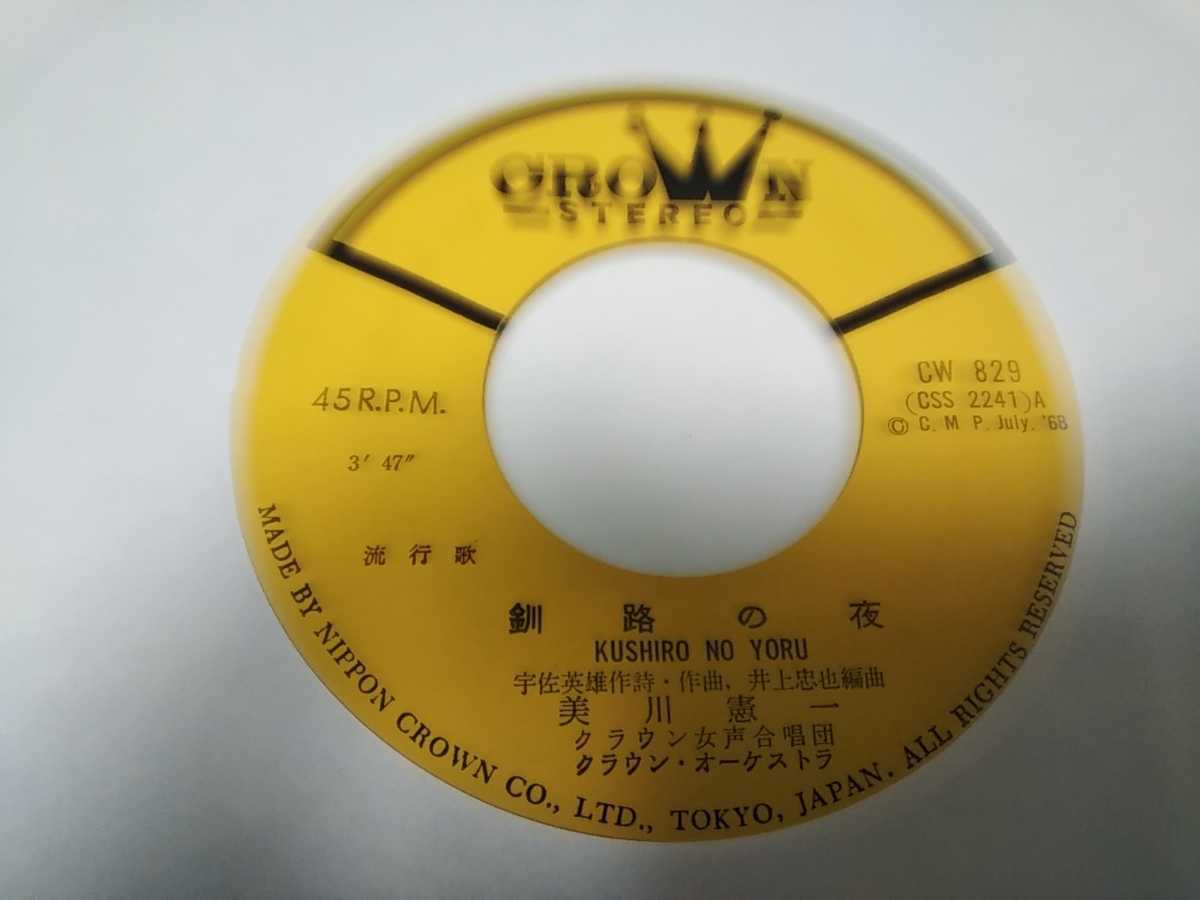 CROWN
STEREO
45 R.P.M.
3′ 47″
流行歌
CW 829
(CSS 2241)A
© C. M P. July. '68
釧路の夜
KUSHIRO NO YORU
宇佐英雄作詩・作曲, 井上忠也編曲
美川憲一
クラウン女声合唱団
クラウン・オーケストラ
MADE BY NIPPON CROWN CO., LTD., TOKYO, JAPAN. ALL RIGHTS RESERVED